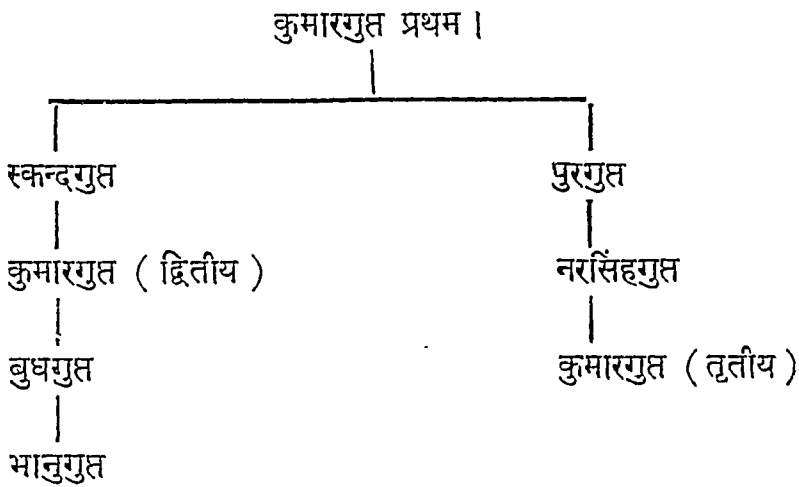 कुमारगुप्त प्रथम।
स्कन्दगुप्त पुरगुप्त
कुमारगुप्त ( द्वितीय ) नरसिंहगुप्त
बुधगुप्त कुमारगुप्त ( तृतीय )
भानुगुप्त